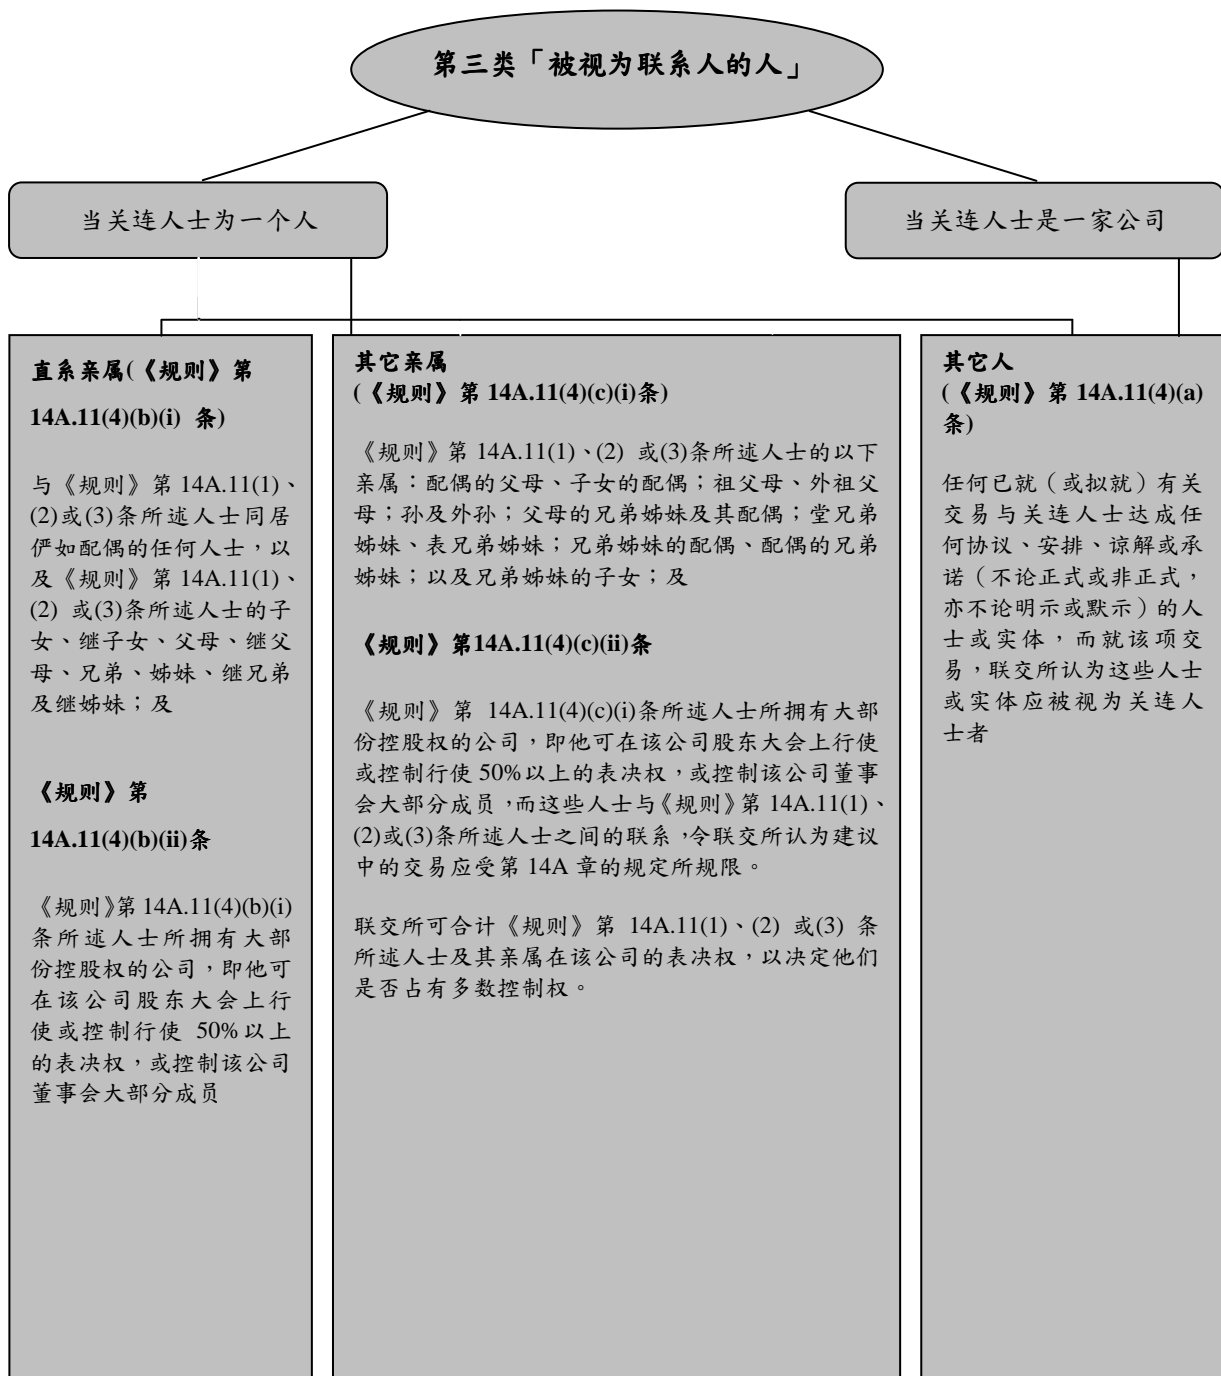 第三类「被视为联系人的人」
当关连人士为一个人
当关连人士是一家公司
直系亲属(《规则》第
14A.11(4)(b)(i) 条)
与《规则》第 14A.11(1)、
(2)或(3)条所述人士同居
俨如配偶的任何人士，以
及《规则》第 14A.11(1)、
(2) 或(3)条所述人士的子
女、继子女、父母、继父
母、兄弟、姊妹、继兄弟
及继姊妹；及
《规则》第
14A.11(4)(b)(ii)条
《规则》第 14A.11(4)(b)(i)
条所述人士所拥有大部
份控股权的公司，即他可
在该公司股东大会上行
使或控制行使 50%以上
的表决权，或控制该公司
董事会大部分成员
其它亲属
(《规则》第 14A.11(4)(c)(i)条)
《规则》第 14A.11(1)、(2) 或(3)条所述人士的以下
亲属：配偶的父母、子女的配偶；祖父母、外祖父
母；孙及外孙；父母的兄弟姊妹及其配偶；堂兄弟
姊妹、表兄弟姊妹；兄弟姊妹的配偶、配偶的兄弟
姊妹；以及兄弟姊妹的子女；及
《规则》第14A.11(4)(c)(ii)条
《规则》第 14A.11(4)(c)(i)条所述人士所拥有大部
份控股权的公司，即他可在该公司股东大会上行使
或控制行使 50%以上的表决权，或控制该公司董事
会大部分成员，而这些人士与《规则》第 14A.11(1)、
(2)或(3)条所述人士之间的联系，令联交所认为建议
中的交易应受第 14A 章的规定所规限。
联交所可合计《规则》第 14A.11(1)、(2) 或(3) 条
所述人士及其亲属在该公司的表决权，以决定他们
是否占有多数控制权。
其它人
(《规则》第 14A.11(4)(a)
条)
任何已就（或拟就）有关
交易与关连人士达成任
何协议、安排、谅解或承
诺（不论正式或非正式，
亦不论明示或默示）的人
士或实体，而就该项交
易，联交所认为这些人士
或实体应被视为关连人
士者